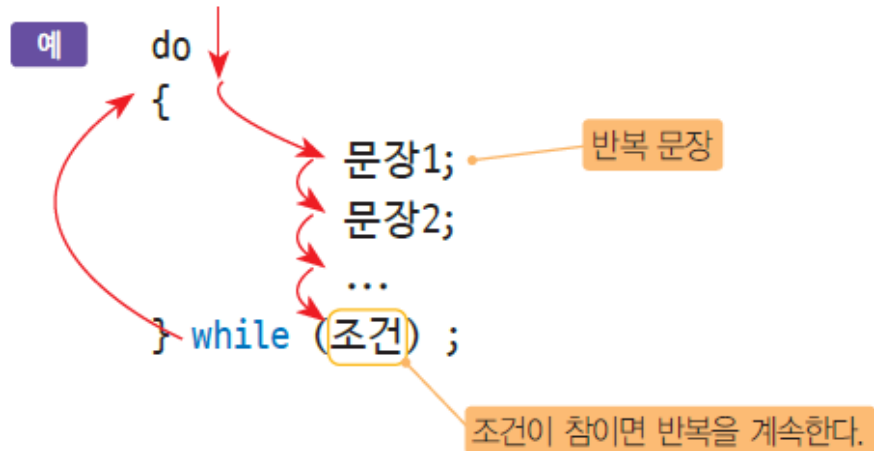 예
do
{
문장1;
반복 문장
문장2;
...
} while (조건) ;
조건이 참이면 반복을 계속한다.